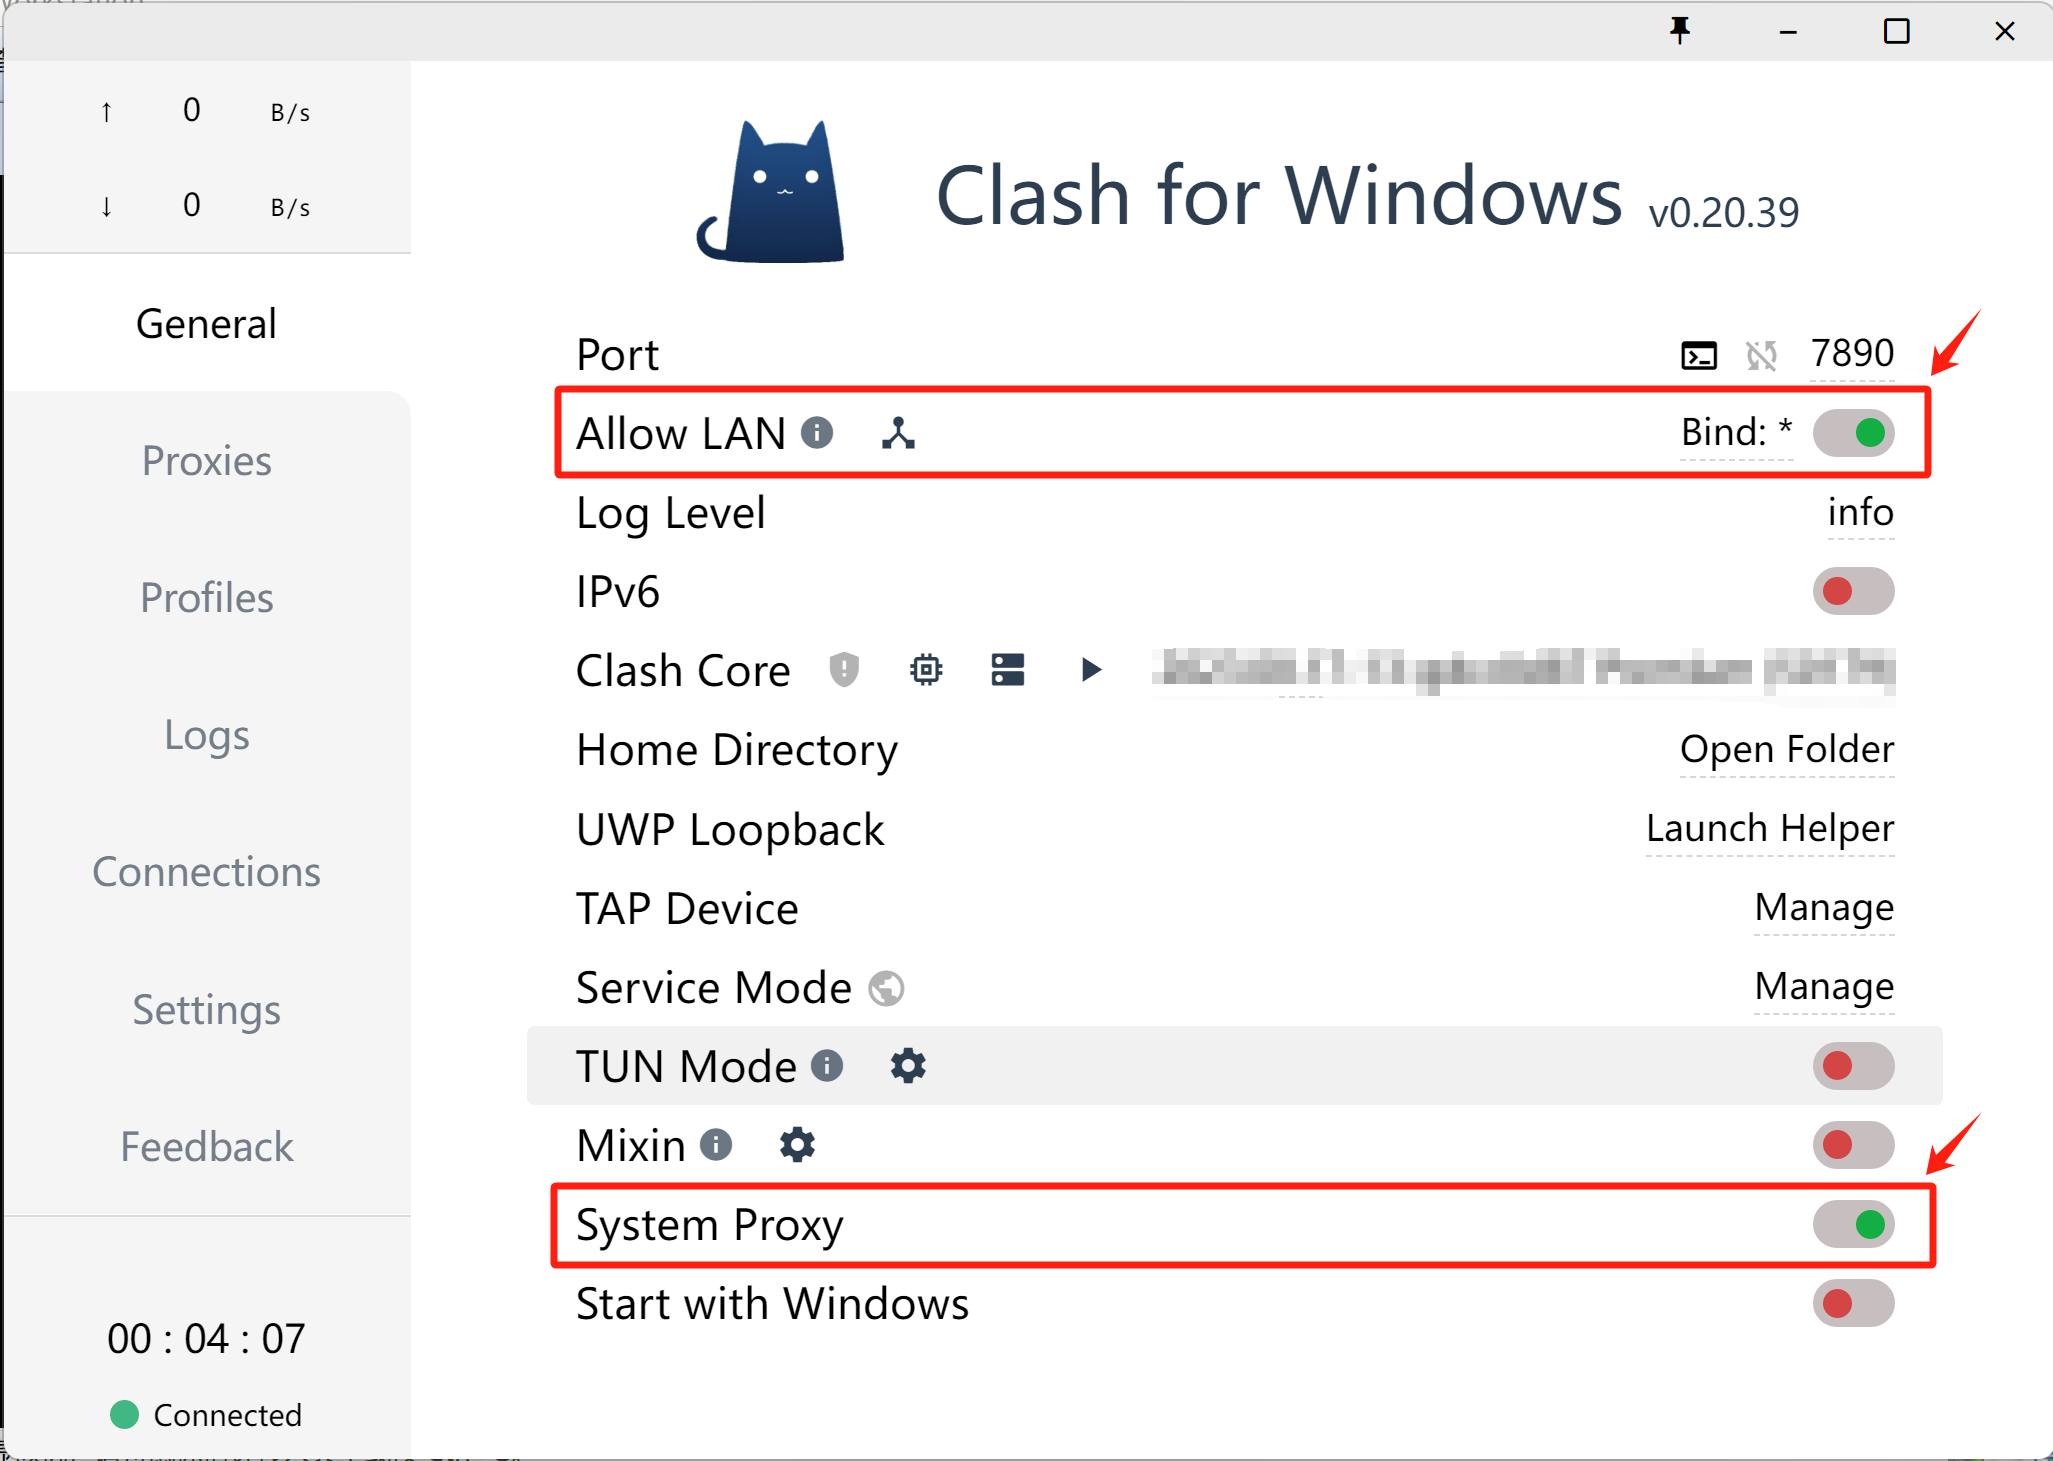 ↑ 0 B/s
↓ 0 B/s
General
Proxies
Profiles
Logs
Connections
Settings
Feedback
00 : 04 : 07
Connected
Clash for Windows v0.20.39
Port 7890
Allow LAN Bind: *
Log Level info
IPv6
Clash Core
Home Directory Open Folder
UWP Loopback Launch Helper
TAP Device Manage
Service Mode Manage
TUN Mode
Mixin
System Proxy
Start with Windows